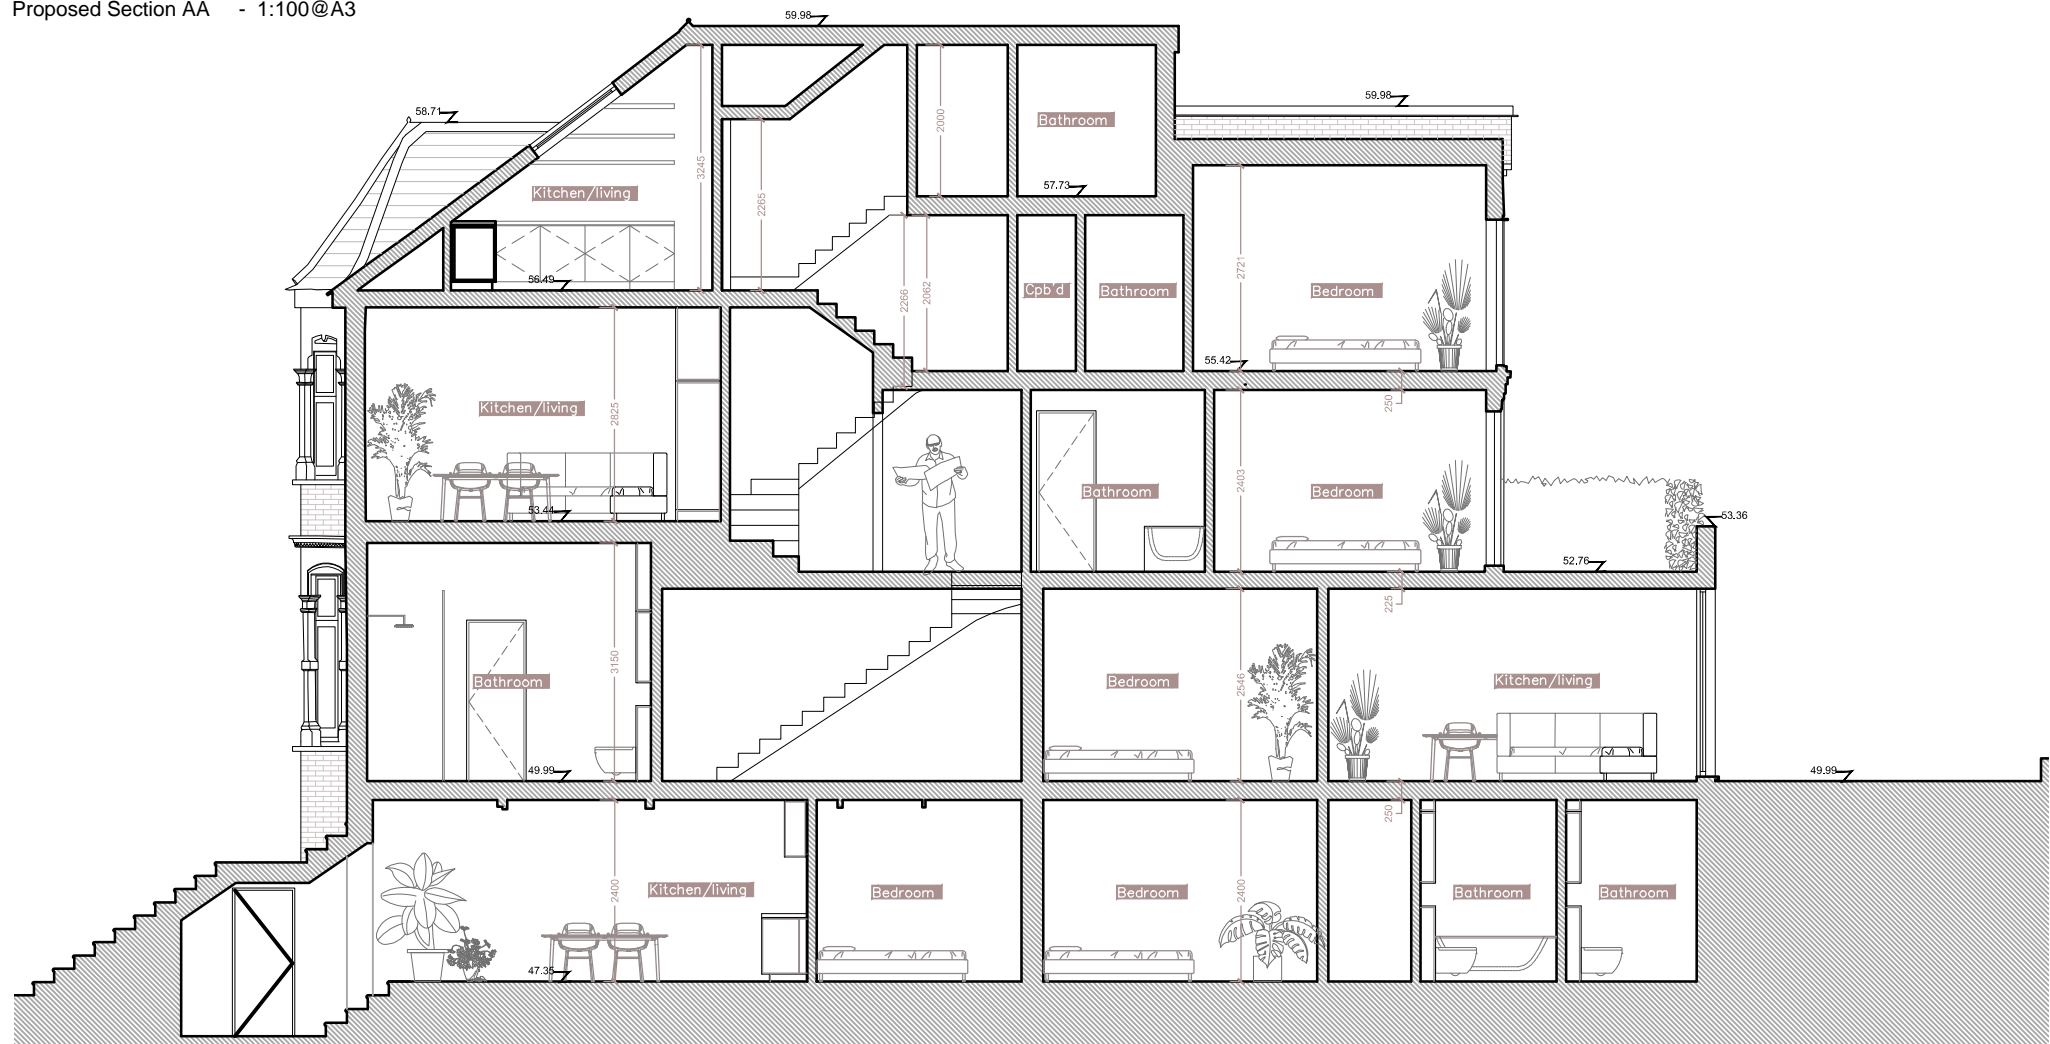 Proposed Section AA - 1:100@A3
59.98
58.71
59.98
2000
Bathroom
3245
57.73
Kitchen/living
2265
2721
56.49
2266
2062
Cpb'd
Bathroom
Bedroom
55.42
250
Kitchen/living
2825
2403
Bathroom
Bedroom
53.44
53.36
52.76
225
3150
2546
Bathroom
Bedroom
Kitchen/living
49.99
49.99
250
2400
Kitchen/living
Bedroom
Bedroom
2400
Bathroom
Bathroom
47.35